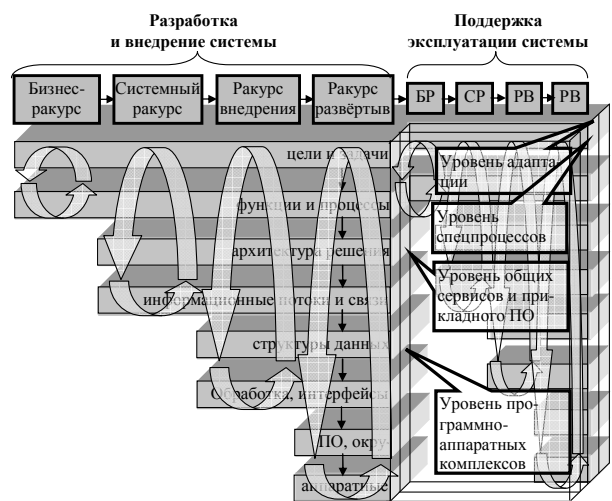 Разработка
и внедрение системы
Поддержка
эксплуатации системы
Бизнес-
ракурс
Системный
ракурс
Ракурс
внедрения
Ракурс
развёртыв
БР
СР
РВ
РВ
цели и задачи
функции и процессы
архитектура решения
информационные потоки и связи
структуры данных
Обработка, интерфейсы
ПО, окру-
аппаратные
Уровень адапта-
ции
Уровень
спецпроцессов
Уровень общих
сервисов и при-
кладного ПО
Уровень про-
граммно-
аппаратных
комплексов